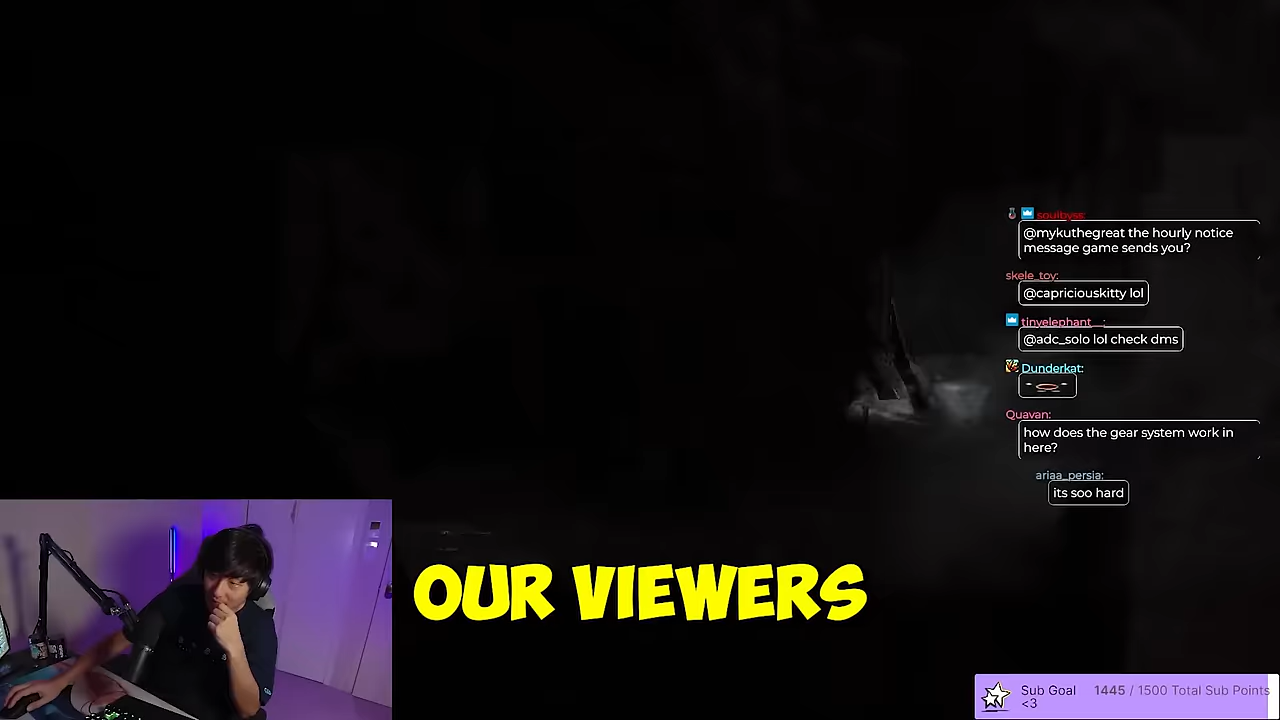 soulbyss:
@mykuthegreat the hourly notice
message game sends you?
skele_toy:
@capriciouskitty lol
tinyelephant__:
@adc_solo lol check dms
Dunderkat:
Quavan:
how does the gear system work in
here?
ariaa_persia:
its soo hard
OUR VIEWERS
Sub Goal 1445 / 1500 Total Sub Points
<3